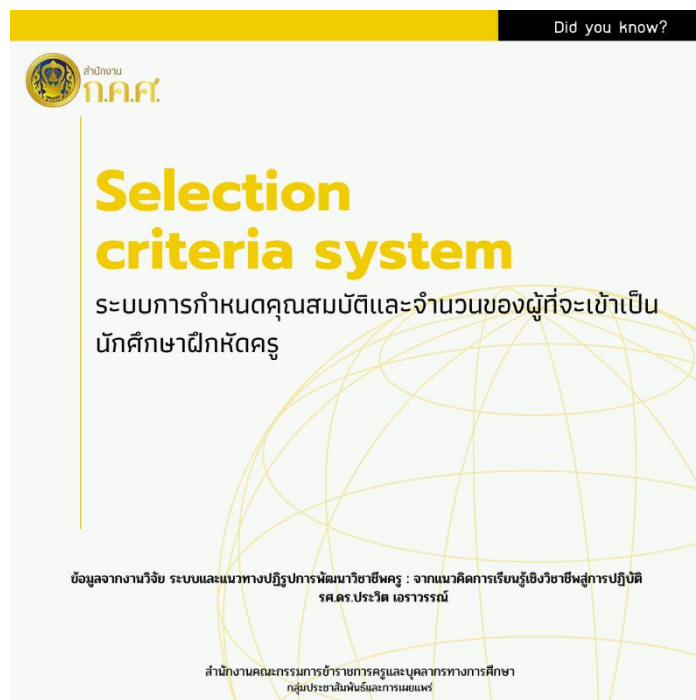 Did you know?
สำนักงาน
ก.ค.ศ.
Selection
criteria system
ระบบการกำหนดคุณสมบัติและจำนวนของผู้ที่จะเข้าเป็น
นักศึกษาฝึกหัดครู
ข้อมูลจากงานวิจัย ระบบและแนวทางปฏิรูปการพัฒนาวิชาชีพครู : จากแนวคิดการเรียนรู้เชิงวิชาชีพสู่การปฏิบัติ
รศ.ดร.ประวิต เอราวรรณ์
สำนักงานคณะกรรมการข้าราชการครูและบุคลากรทางการศึกษา
กลุ่มประชาสัมพันธ์และการเผยแพร่